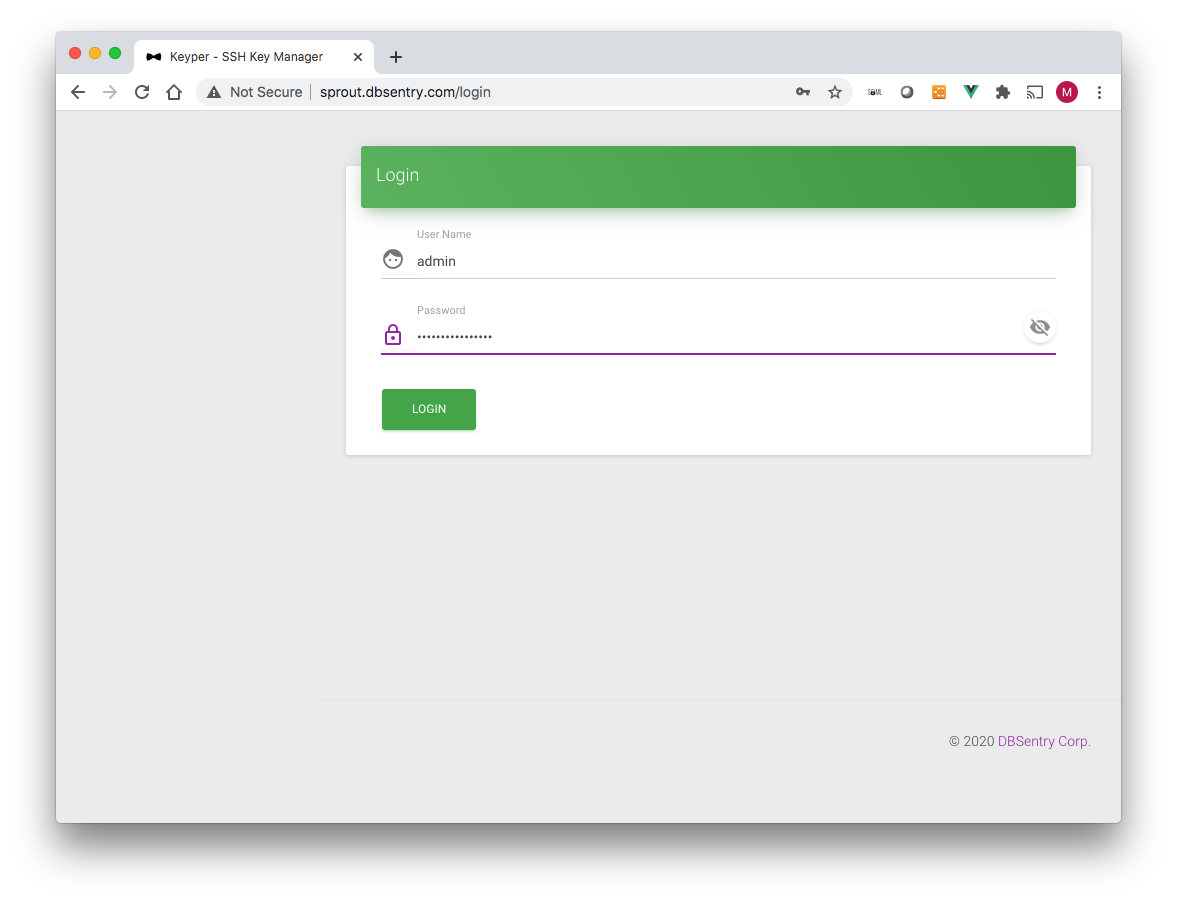 Keyper - SSH Key Manager
Not Secure sprout.dbsentry.com/login
M
Login
User Name
admin
Password
••••••••••••••••
LOGIN
© 2020 DBSentry Corp.